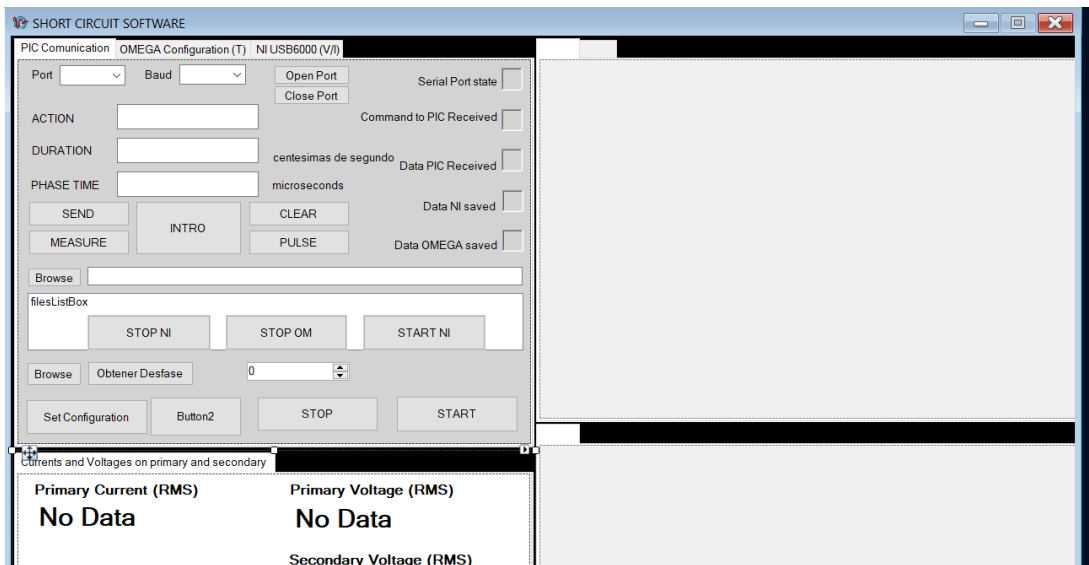 SHORT CIRCUIT SOFTWARE
PIC Comunication OMEGA Configuration (T) NI USB6000 (V/I)
Port Baud Open Port Serial Port state
Close Port
ACTION Command to PIC Received
DURATION centesimas de segundo Data PIC Received
PHASE TIME microseconds
SEND INTRO CLEAR Data NI saved
MEASURE PULSE Data OMEGA saved
Browse
filesListBox
STOP NI STOP OM START NI
Browse Obtener Desfase 0
Set Configuration Button2 STOP START
Currents and Voltages on primary and secondary
Primary Current (RMS) Primary Voltage (RMS)
No Data No Data
Secondary Voltage (RMS)